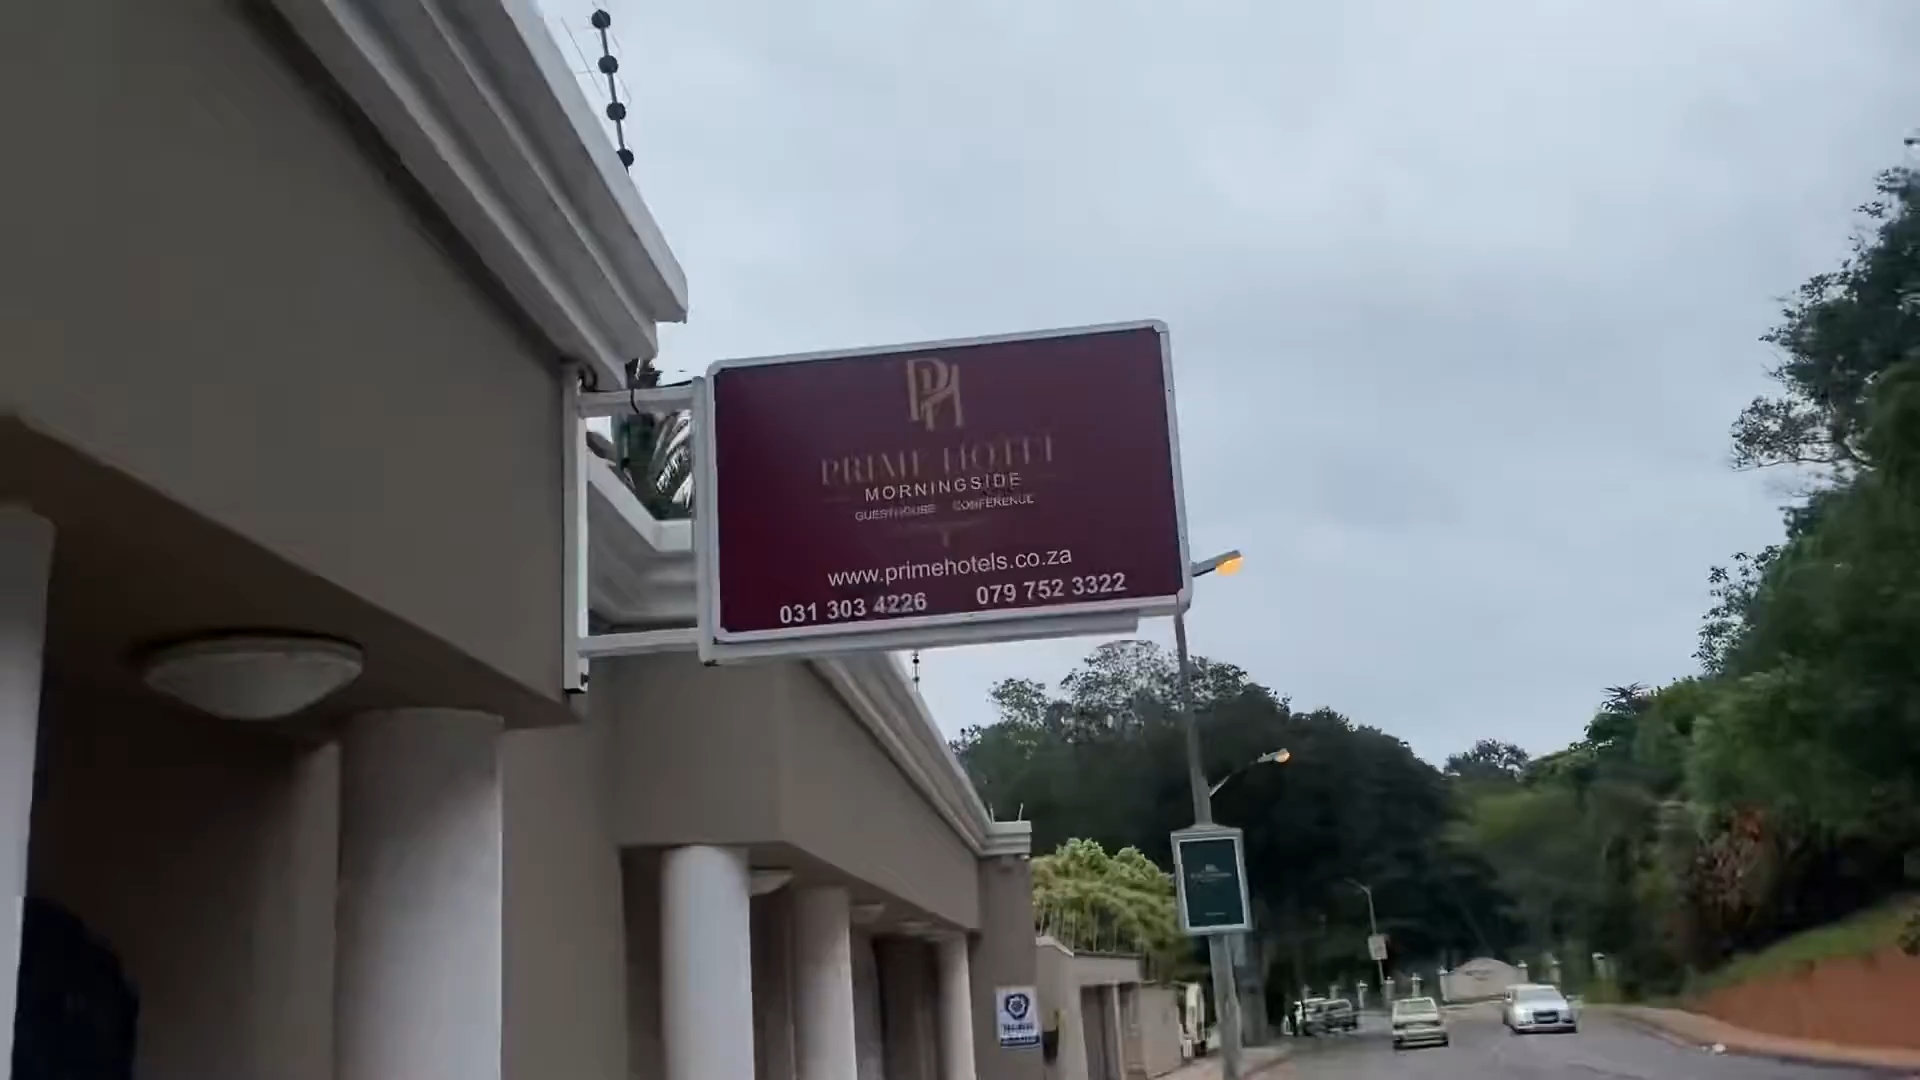 PH
PRIME HOTEL
MORNINGSIDE
GUESTHOUSE CONFERENCE
www.primehotels.co.za
031 303 4226 079 752 3322